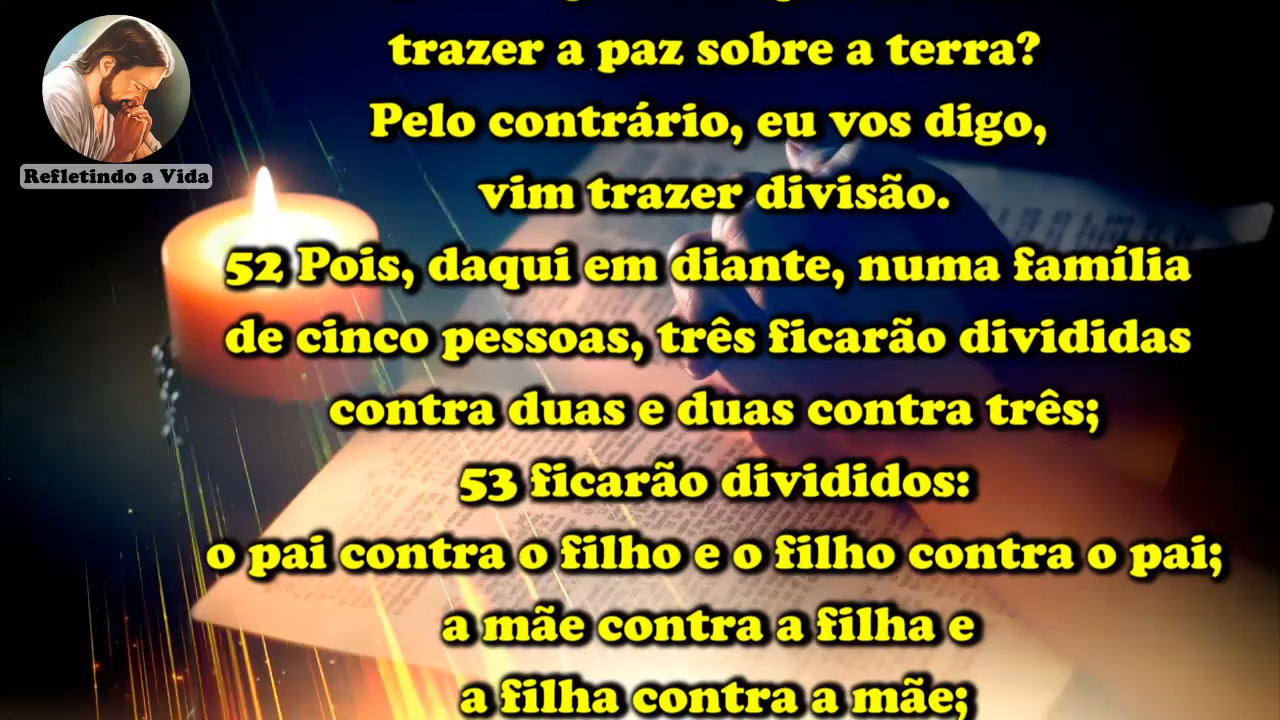 Refletindo a Vida
trazer a paz sobre a terra?
Pelo contrário, eu vos digo,
vim trazer divisão.
52 Pois, daqui em diante, numa família
de cinco pessoas, três ficarão divididas
contra duas e duas contra três;
53 ficarão divididos:
o pai contra o filho e o filho contra o pai;
a mãe contra a filha e
a filha contra a mãe;